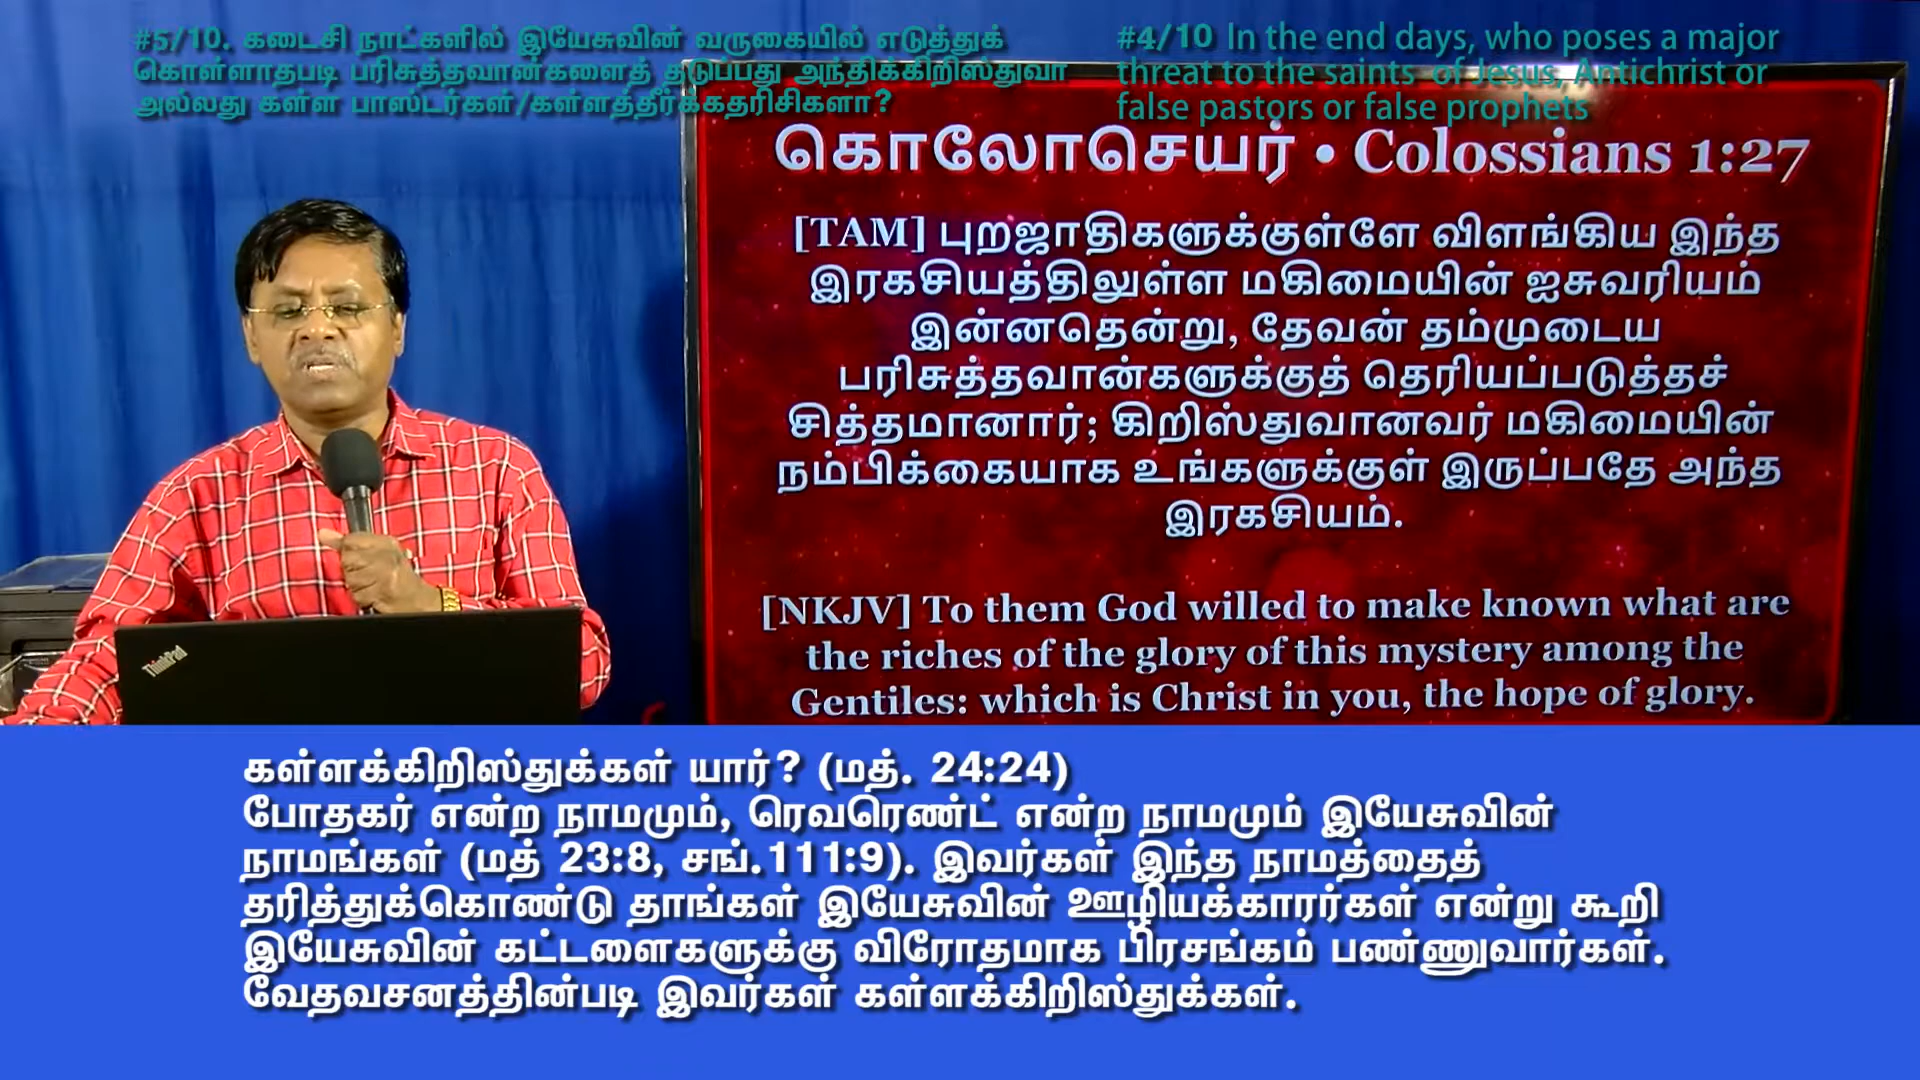 #5/10. கடைசி நாட்களில் இயேசுவின் வருகையில் எடுத்துக்
கொள்ளாதபடி பரிசுத்தவான்களைத் தடுப்பது அந்திக்கிறிஸ்துவா
அல்லது கள்ள பாஸ்டர்கள்/கள்ளத்தீர்க்கதரிசிகளா?
#4/10 In the end days, who poses a major
threat to the saints of Jesus, Antichrist or
false pastors or false prophets
கொலோசெயர் • Colossians 1:27
[TAM] புறஜாதிகளுக்குள்ளே விளங்கிய இந்த
இரகசியத்திலுள்ள மகிமையின் ஐசுவரியம்
இன்னதென்று, தேவன் தம்முடைய
பரிசுத்தவான்களுக்குத் தெரியப்படுத்தச்
சித்தமானார்; கிறிஸ்துவானவர் மகிமையின்
நம்பிக்கையாக உங்களுக்குள் இருப்பதே அந்த
இரகசியம்.
[NKJV] To them God willed to make known what are
the riches of the glory of this mystery among the
Gentiles: which is Christ in you, the hope of glory.
ThinkPad
கள்ளக்கிறிஸ்துக்கள் யார்? (மத். 24:24)
போதகர் என்ற நாமமும், ரெவரெண்ட் என்ற நாமமும் இயேசுவின்
நாமங்கள் (மத் 23:8, சங்.111:9). இவர்கள் இந்த நாமத்தைத்
தரித்துக்கொண்டு தாங்கள் இயேசுவின் ஊழியக்காரர்கள் என்று கூறி
இயேசுவின் கட்டளைகளுக்கு விரோதமாக பிரசங்கம் பண்ணுவார்கள்.
வேதவசனத்தின்படி இவர்கள் கள்ளக்கிறிஸ்துக்கள்.